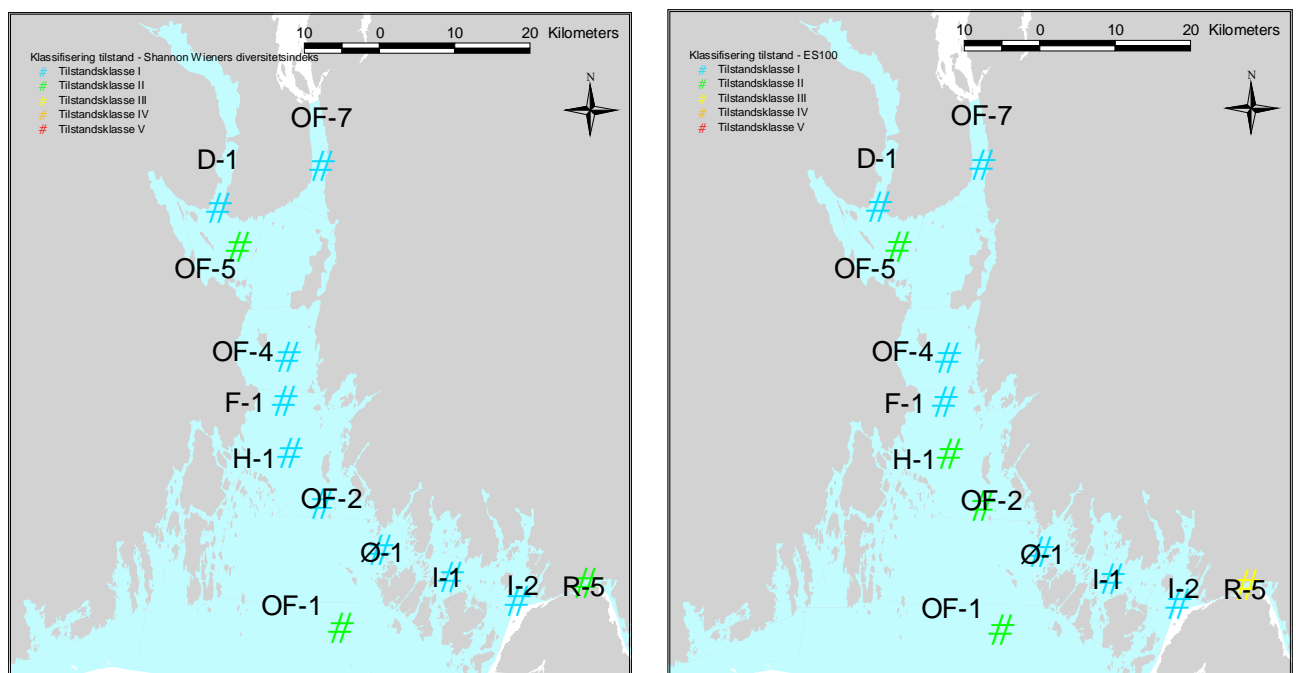 10 0 10 20 Kilometers
Klassifisering tilstand - Shannon Wieners diversitetsindeks
# Tilstandsklasse I
# Tilstandsklasse II
# Tilstandsklasse III
# Tilstandsklasse IV
# Tilstandsklasse V
N
OF-7
#
D-1
#
#
OF-5
OF-4 #
F-1 #
H-1 #
OF-2 #
Ø-1 #
I-1 #
I-2 #
R-5 #
OF-1
#
10 0 10 20 Kilometers
Klassifisering tilstand - ES100
# Tilstandsklasse I
# Tilstandsklasse II
# Tilstandsklasse III
# Tilstandsklasse IV
# Tilstandsklasse V
N
OF-7
#
D-1
#
#
OF-5
OF-4 #
F-1 #
H-1 #
OF-2 #
Ø-1 #
I-1 #
I-2 #
R-5 #
OF-1
#